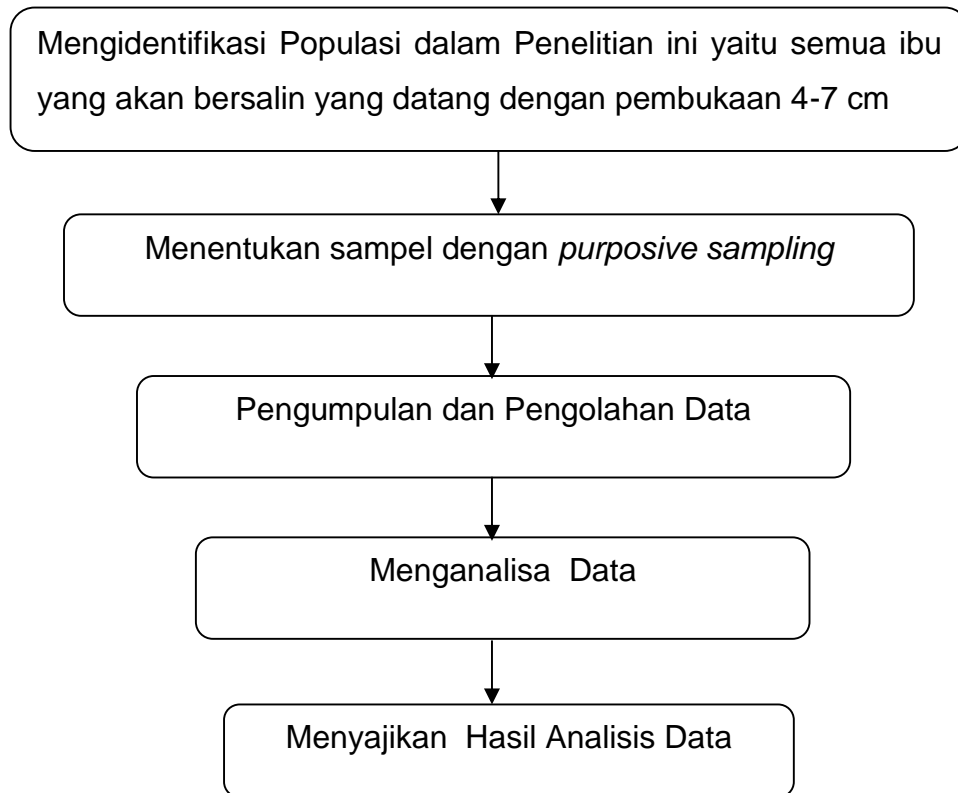 Mengidentifikasi Populasi dalam Penelitian ini yaitu semua ibu
yang akan bersalin yang datang dengan pembukaan 4-7 cm
Menentukan sampel dengan purposive sampling
Pengumpulan dan Pengolahan Data
Menganalisa Data
Menyajikan Hasil Analisis Data